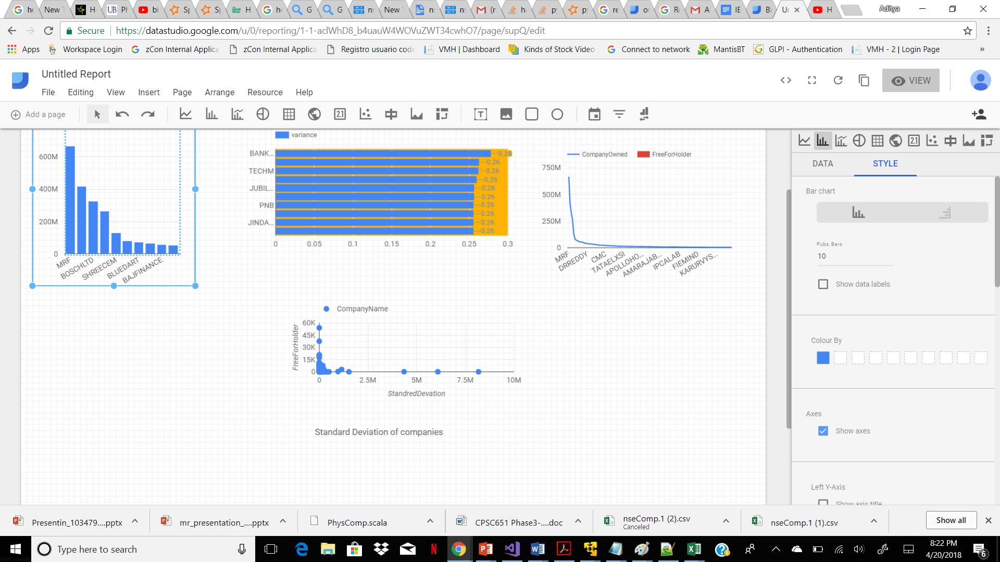 New T
Aditya
Secure
https://datastudio.google.com/u/0/reporting/1-1-aclWhD8_b4uauW4WOVuZWT34cwhO7/page/supQ/edit
Apps
Workspace Login
zCon Internal Applica
zCon Internal Applica
Registro usuario code
VMH | Dashboard
Kinds of Stock Video
Connect to network
MantisBT
GLPI - Authentication
VMH - 2 | Login Page
»
Untitled Report
File
Editing
View
Insert
Page
Arrange
Resource
Help
VIEW
Add a page
600M
400M
200M
0
MRF
BOSCHLTD
SHREECEM
BLUEDART
BAJFINANCE
variance
BANK...
TECHM
JUBIL...
PNB
JINDA...
0.28
0.26
0.26
0.26
0.26
0.26
0.26
0.26
0.26
0.26
0
0.05
0.1
0.15
0.2
0.25
0.3
CompanyOwned
FreeForHolder
750M
500M
250M
0
MRF
DRREDDY
CMC
TATAELXSI
APOLLOHO...
AMARAJAB...
IPCALAB
FIEMIND
KARURVYS...
CompanyName
FreeForHolder
60K
45K
30K
15K
0
0
2.5M
5M
7.5M
10M
StandredDevation
Standard Deviation of companies
DATA
STYLE
Bar chart
Pubs. Bars
10
Show data labels
Colour By
Axes
Show axes
Left Y-Axis
Show axis title
Presentin_103479....pptx
mr_presentation_....pptx
PhysComp.scala
CPSC651 Phase3-....doc
nseComp.1 (2).csv
Canceled
nseComp.1 (1).csv
Show all
Type here to search
8:22 PM
4/20/2018
6